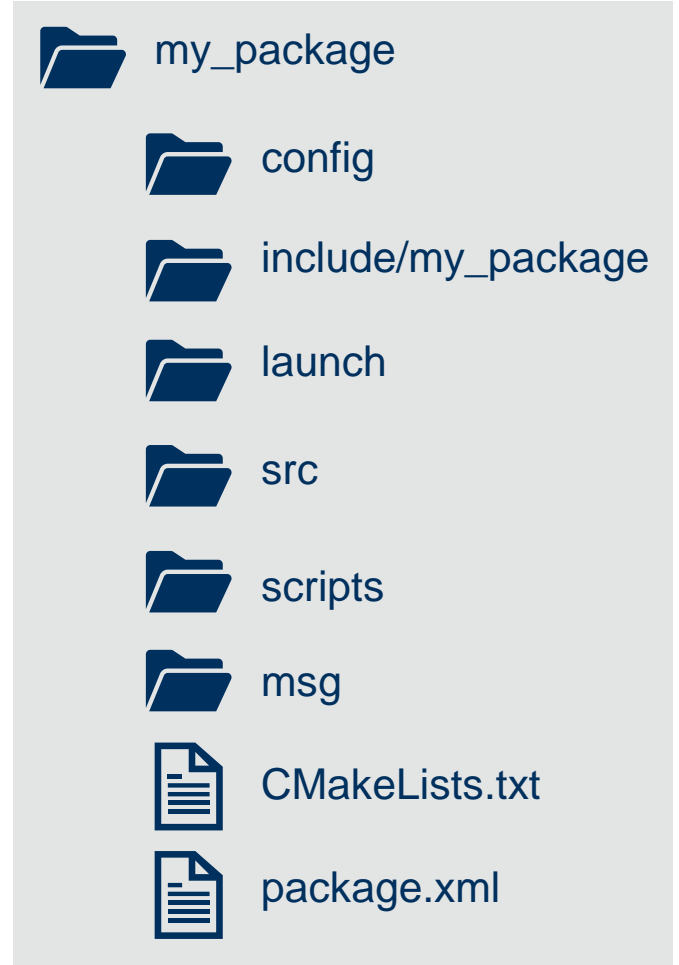 my_package
config
include/my_package
launch
src
scripts
msg
CMakeLists.txt
package.xml